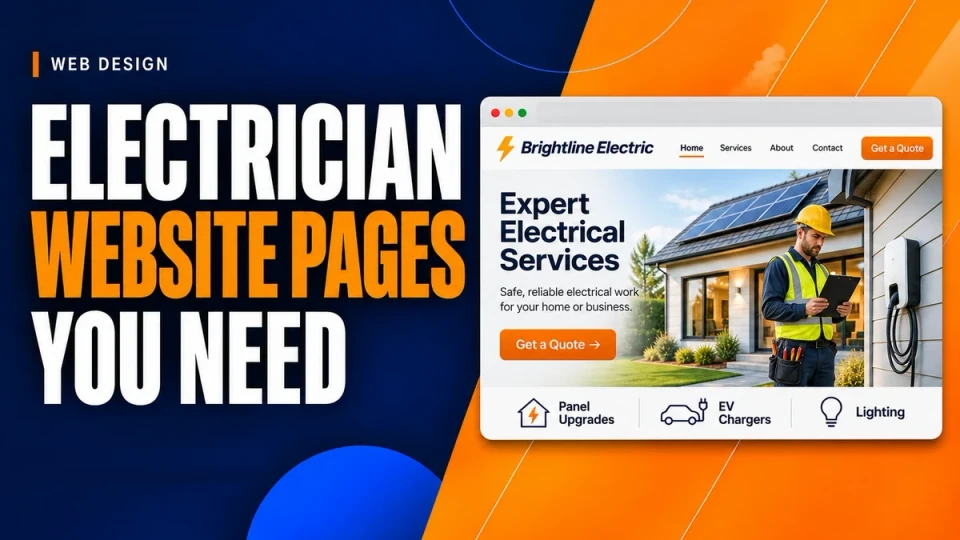 WEB DESIGN
ELECTRICIAN
WEBSITE PAGES
YOU NEED
Brightline Electric
Home
Services
About
Contact
Get a Quote
Expert
Electrical
Services
Safe, reliable electrical work
for your home or business.
Get a Quote →
Panel
Upgrades
EV
Chargers
Lighting